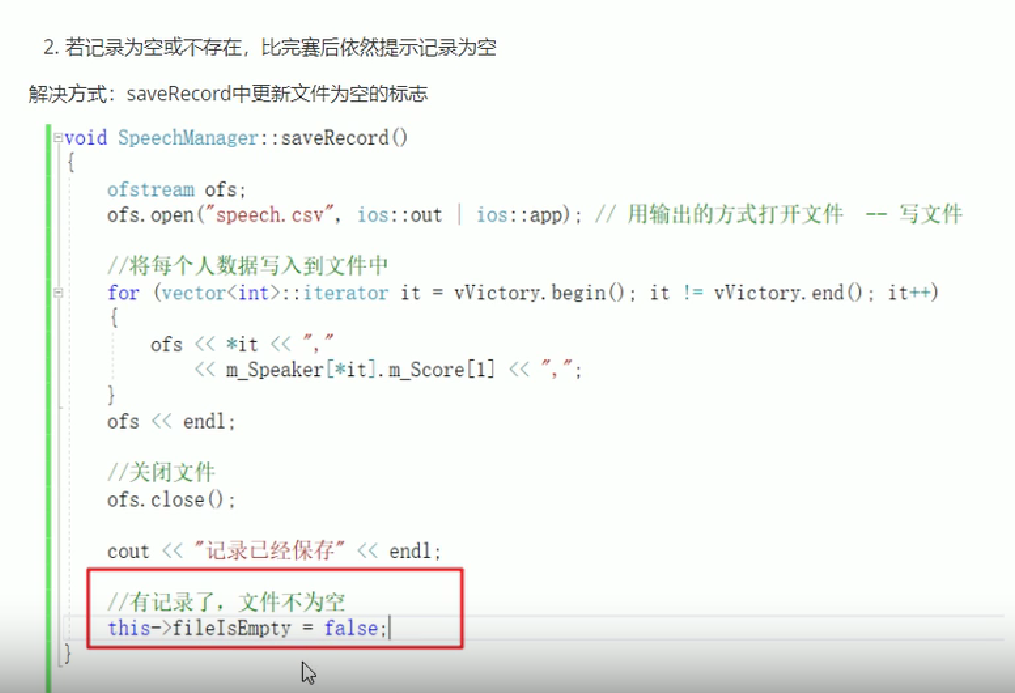 2. 若记录为空或不存在，比完赛后依然提示记录为空
解决方式：saveRecord中更新文件为空的标志
void SpeechManager::saveRecord()
{
ofstream ofs;
ofs.open("speech.csv", ios::out | ios::app); // 用输出的方式打开文件 -- 写文件
//将每个人数据写入到文件中
for (vector<int>::iterator it = vVictory.begin(); it != vVictory.end(); it++)
{
ofs << *it << ","
<< m_Speaker[*it].m_Score[1] << ",";
}
ofs << endl;
//关闭文件
ofs.close();
cout << "记录已经保存" << endl;
//有记录了，文件不为空
this->fileIsEmpty = false;
}